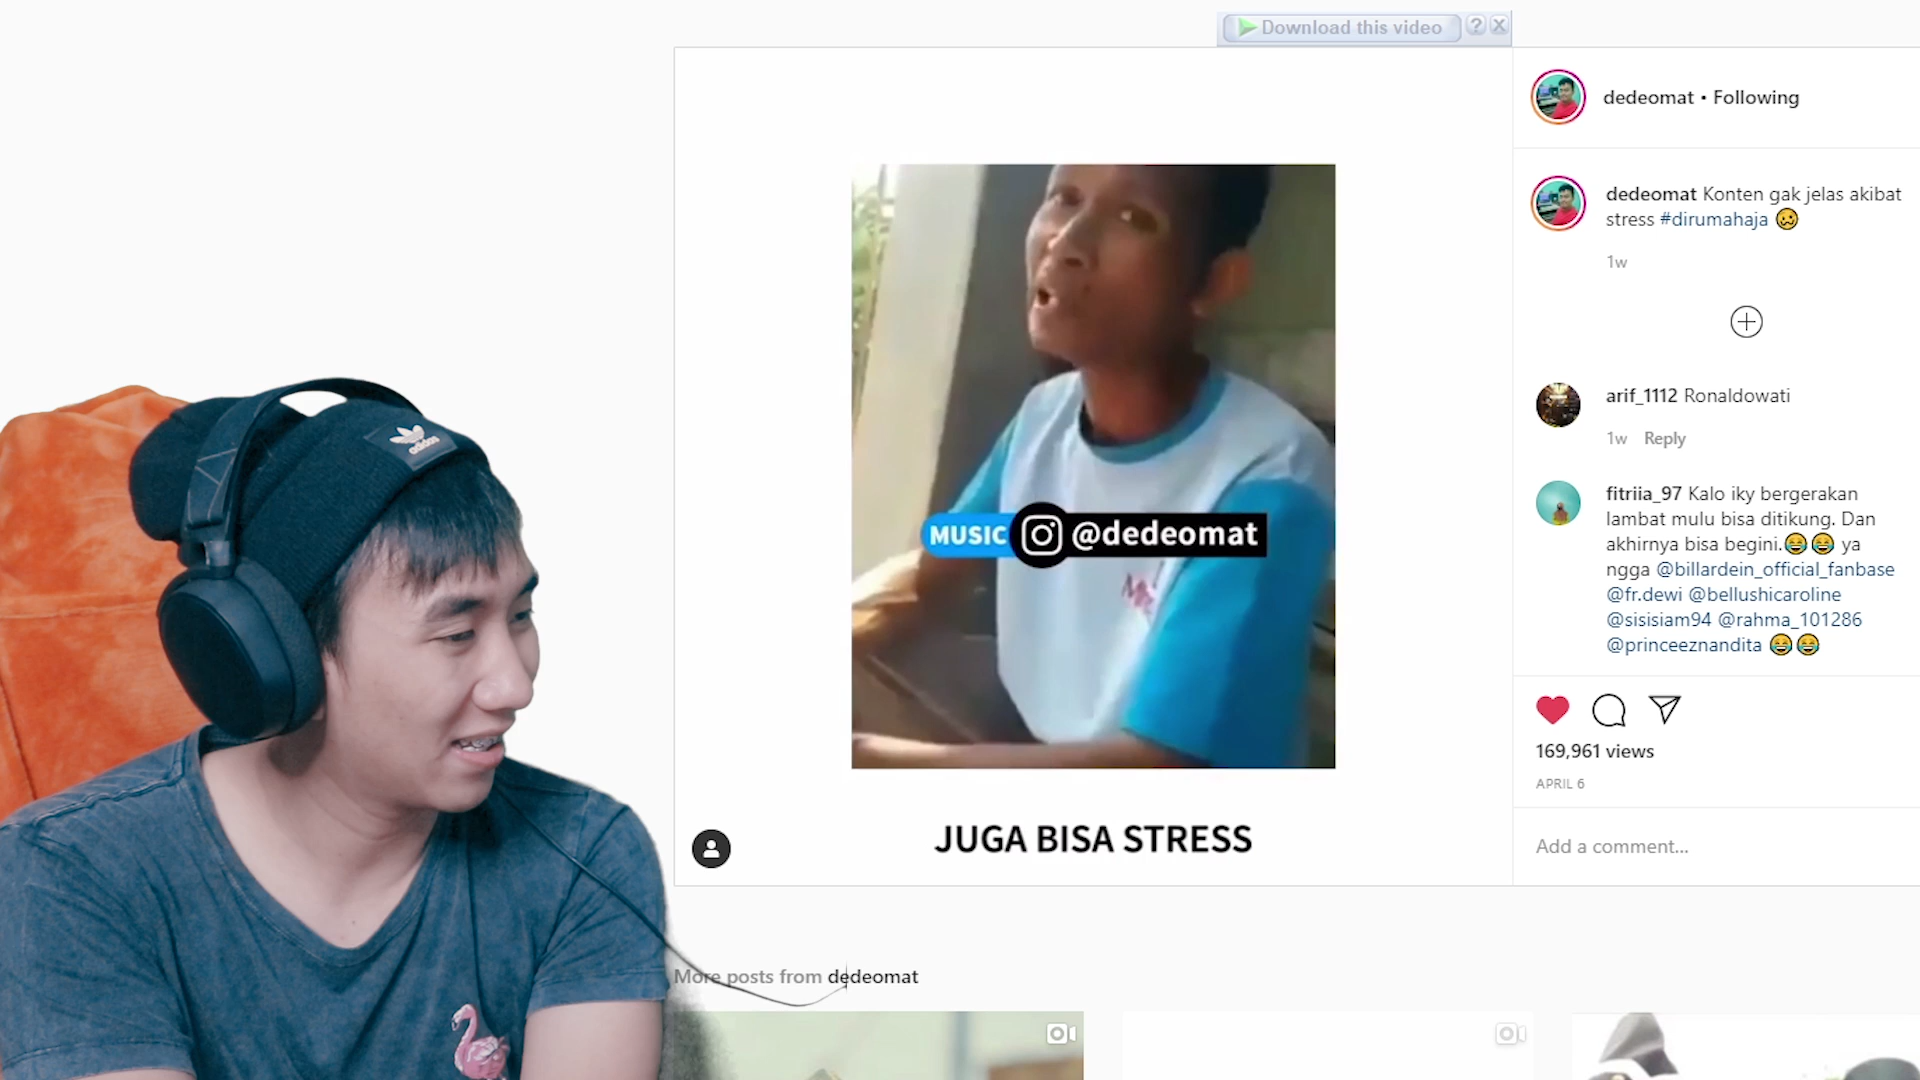 Download this video
dedeomat • Following
dedeomat Konten gak jelas akibat
stress #dirumahaja
1w
arif_1112 Ronaldowati
1w Reply
fitriia_97 Kalo iky bergerakan
lambat mulu bisa ditikung. Dan
akhirnya bisa begini. ya
ngga @billardein_official_fanbase
@fr.dewi @bellushicaroline
@sisisiam94 @rahma_101286
@princeeznandita
169,961 views
APRIL 6
Add a comment...
MUSIC @dedeomat
JUGA BISA STRESS
adidas
More posts from dedeomat